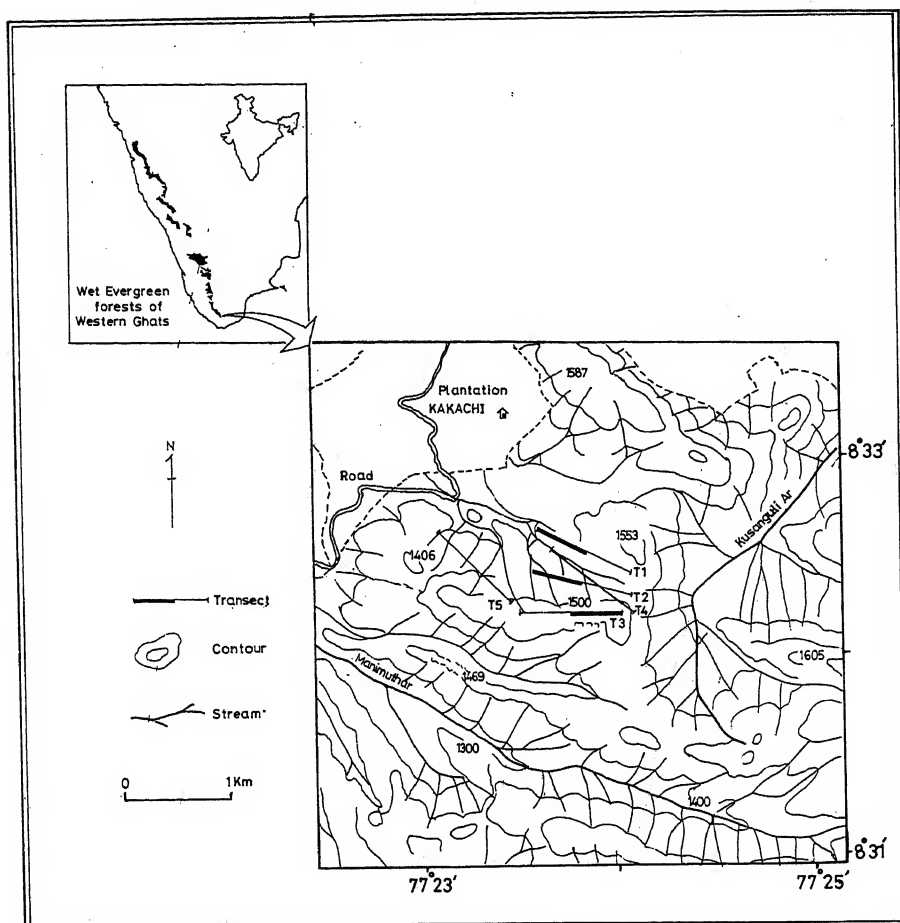 Wet Evergreen
forests of
Western Ghats
N
Transect
Contour
Stream
0 1Km
1587
Plantation
KAKACHI
8°33'
Road
Kusanguli Ar
1553
1406
T1
T2
1500
T4
T5
T3
1605
Manimuthar
1469
1300
1400
8°31'
77°23' 77°25'